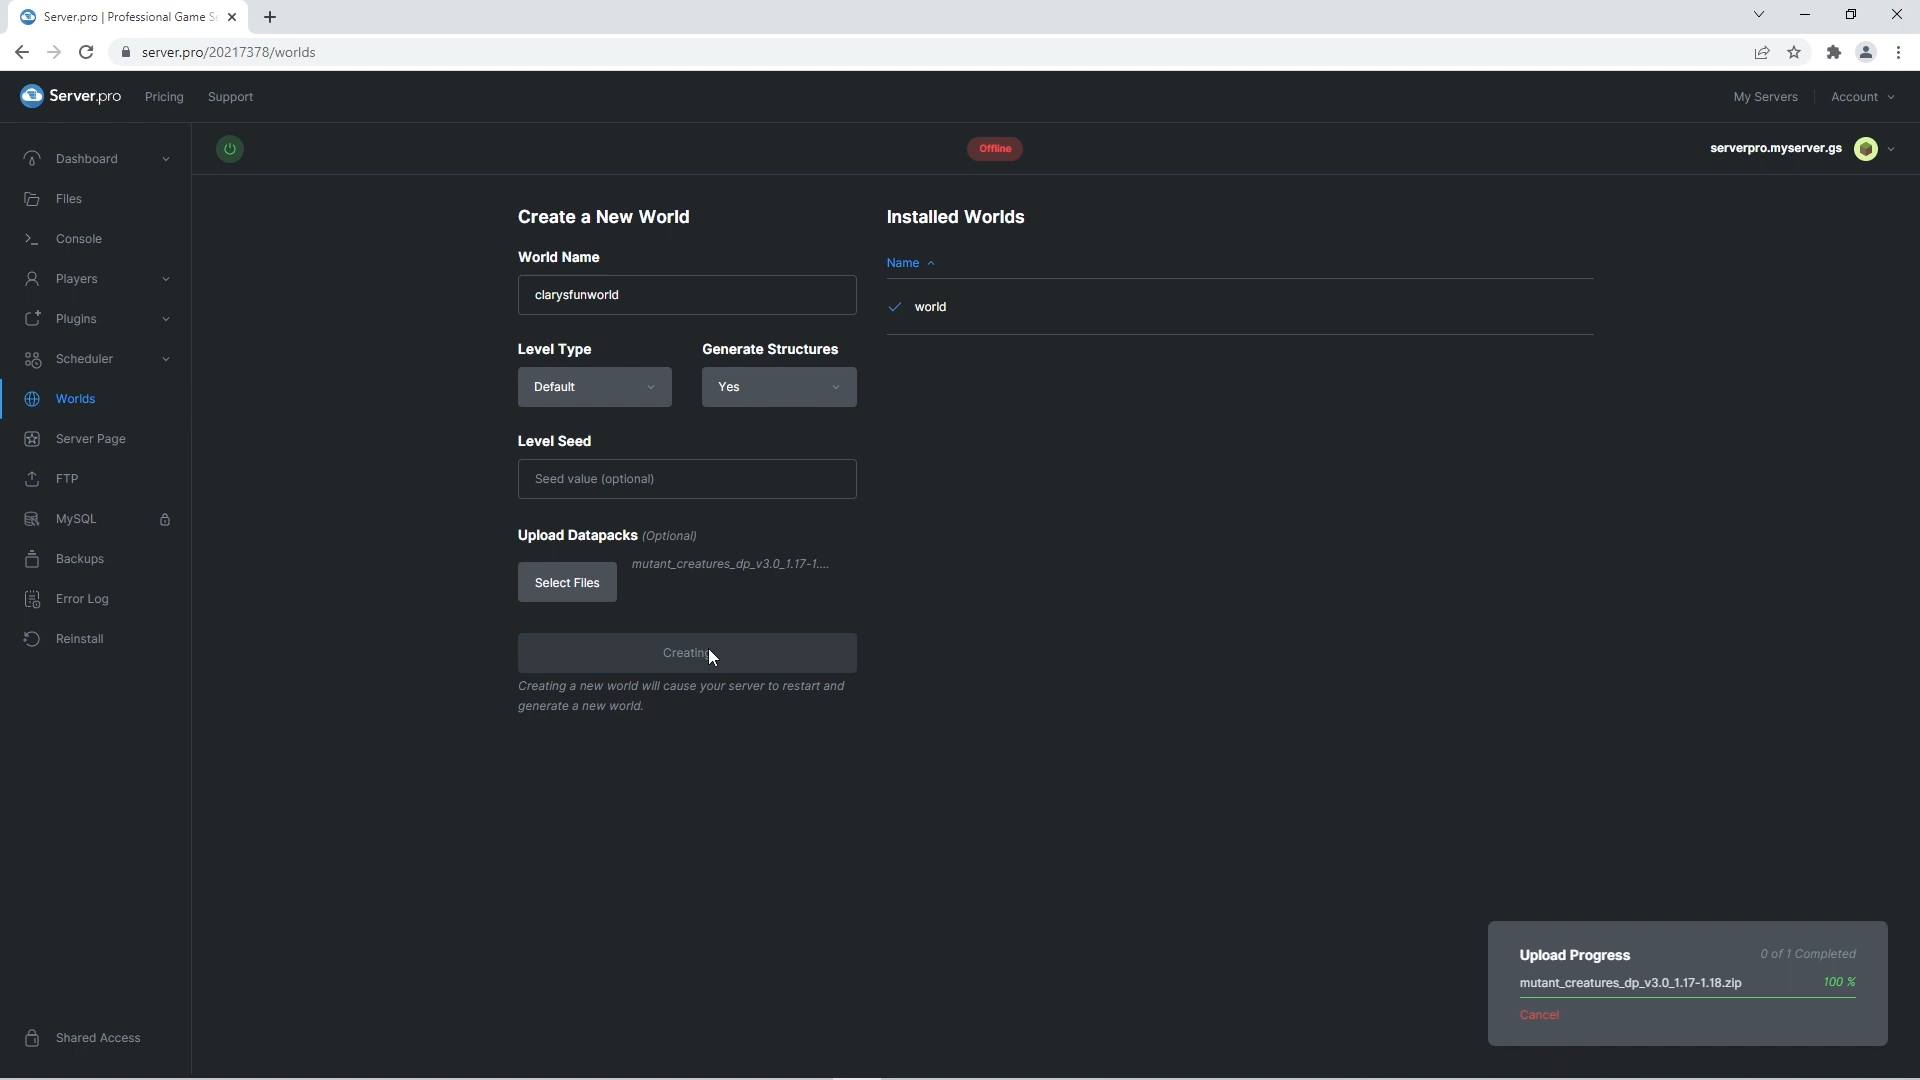 Server.pro | Professional Game Se
server.pro/20217378/worlds
Server.pro
Pricing
Support
My Servers
Account
Offline
serverpro.myserver.gs
Dashboard
Files
Console
Players
Plugins
Scheduler
Worlds
Server Page
FTP
MySQL
Backups
Error Log
Reinstall
Shared Access
Create a New World
World Name
clarysfunworld
Level Type
Generate Structures
Default
Yes
Level Seed
Seed value (optional)
Upload Datapacks (Optional)
mutant_creatures_dp_v3.0_1.17-1....
Select Files
Creating
Creating a new world will cause your server to restart and
generate a new world.
Installed Worlds
Name
world
Upload Progress
0 of 1 Completed
mutant_creatures_dp_v3.0_1.17-1.18.zip
100 %
Cancel